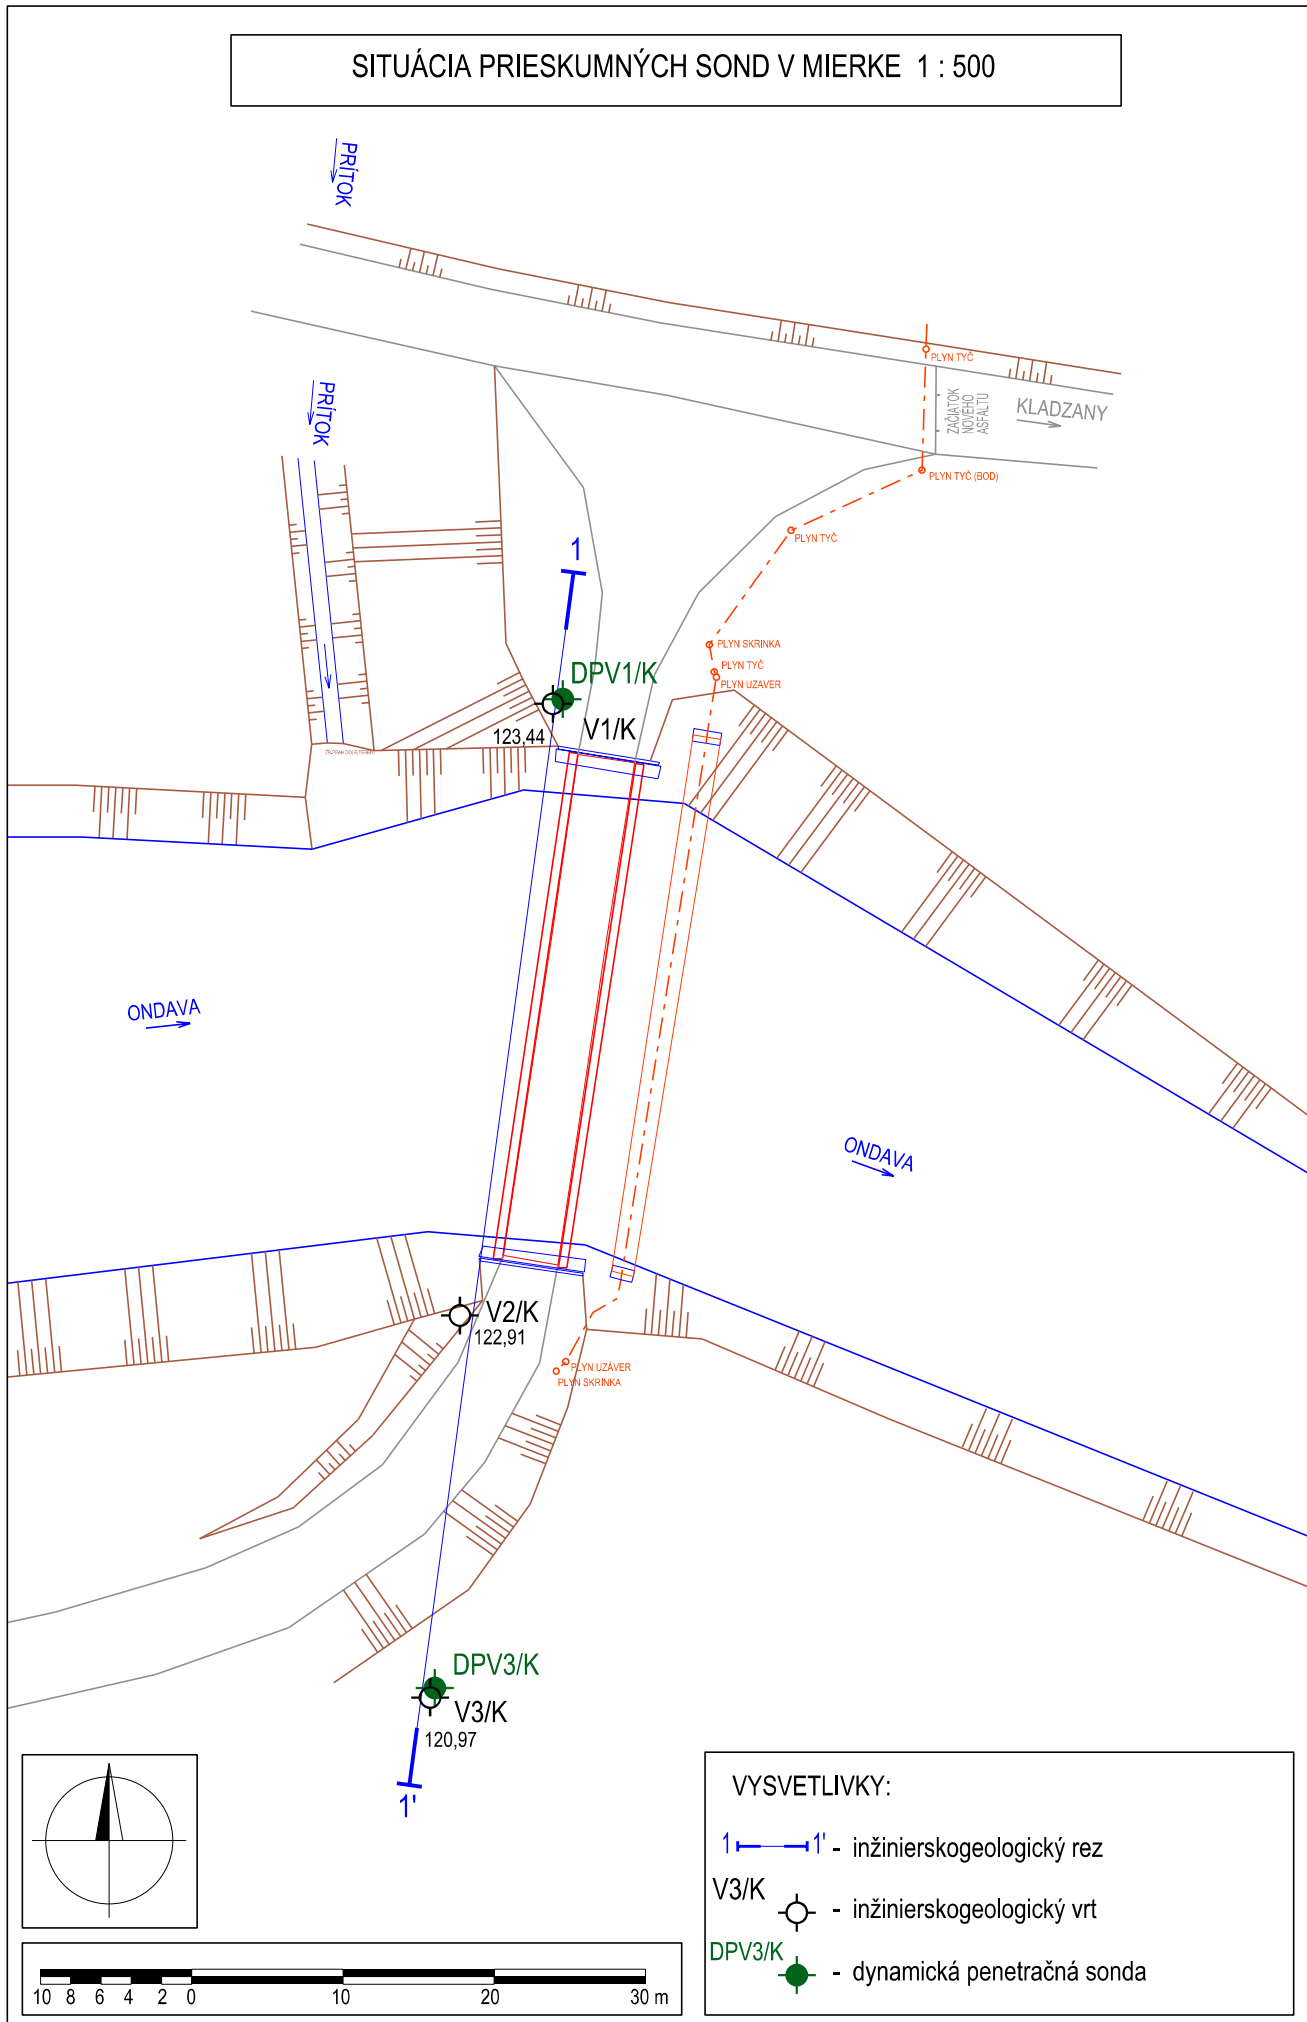 SITUÁCIA PRIESKUMNÝCH SOND V MIERKE 1 : 500
PRÍTOK
PLYN TYČ
PRÍTOK
ZAČIATOK
NOVÉHO
ASFALTU
KLADZANY
PLYN TYČ (BOD)
PLYN TYČ
1
PLYN SKRINKA
PLYN TYČ
PLYN UZAVER
DPV1/K
V1/K
123,44
ONDAVA
ONDAVA
V2/K
122,91
PLYN UZÁVER
PLYN SKRINKA
DPV3/K
V3/K
120,97
1'
VYSVETLIVKY:
1 1' - inžinierskogeologický rez
V3/K - inžinierskogeologický vrt
DPV3/K - dynamická penetračná sonda
10 8 6 4 2 0 10 20 30 m